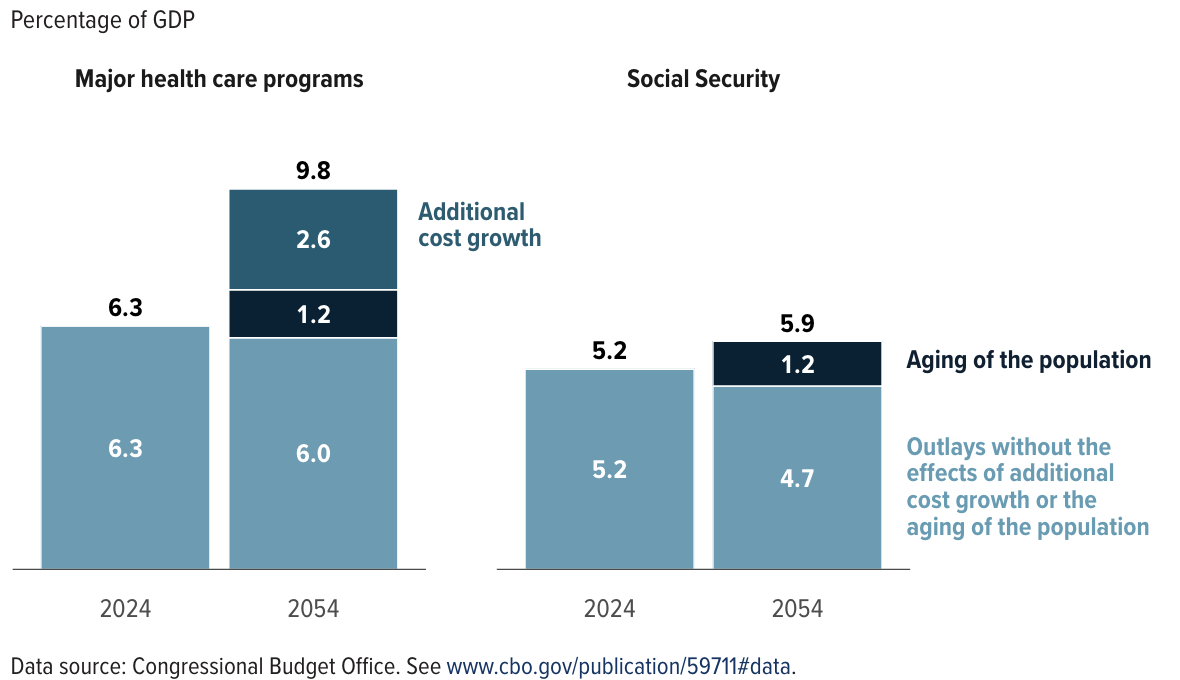 Percentage of GDP
Major health care programs
9.8
2.6
Additional
cost growth
6.3
1.2
6.3
6.0
2024
2054
Social Security
5.2
5.9
1.2
Aging of the population
5.2
4.7
Outlays without the
effects of additional
cost growth or the
aging of the population
2024
2054
Data source: Congressional Budget Office. See www.cbo.gov/publication/59711#data.